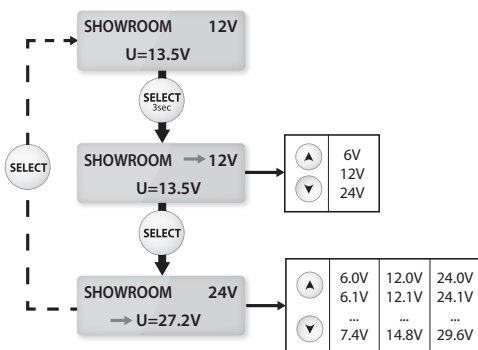 SHOWROOM 12V
U=13.5V
SELECT
3sec
SELECT
SHOWROOM → 12V
U=13.5V
6V
12V
24V
SELECT
SHOWROOM 24V
→ U=27.2V
6.0V 12.0V 24.0V
6.1V 12.1V 24.1V
... ... ...
7.4V 14.8V 29.6V